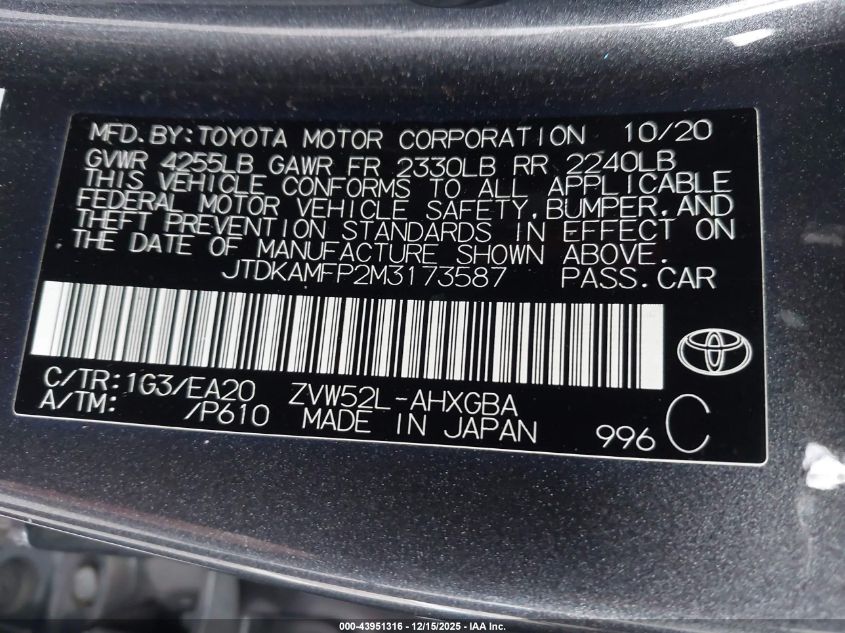 MFD.BY:TOYOTA MOTOR CORPORATION 10/20
GVWR 4255LB GAWR FR 2330LB RR 2240LB
THIS VEHICLE CONFORMS TO ALL APPLICABLE
FEDERAL MOTOR VEHICLE SAFETY,BUMPER,AND
THEFT PREVENTION STANDARDS IN EFFECT ON
THE DATE OF MANUFACTURE SHOWN ABOVE.
JTDKAMFP2M3173587 PASS.CAR
C/TR:1G3/EA20 ZVW52L-AHXGBA
A/TM: /P610 MADE IN JAPAN 996 C
000-43951316 - 12/15/2025 - IAA Inc.